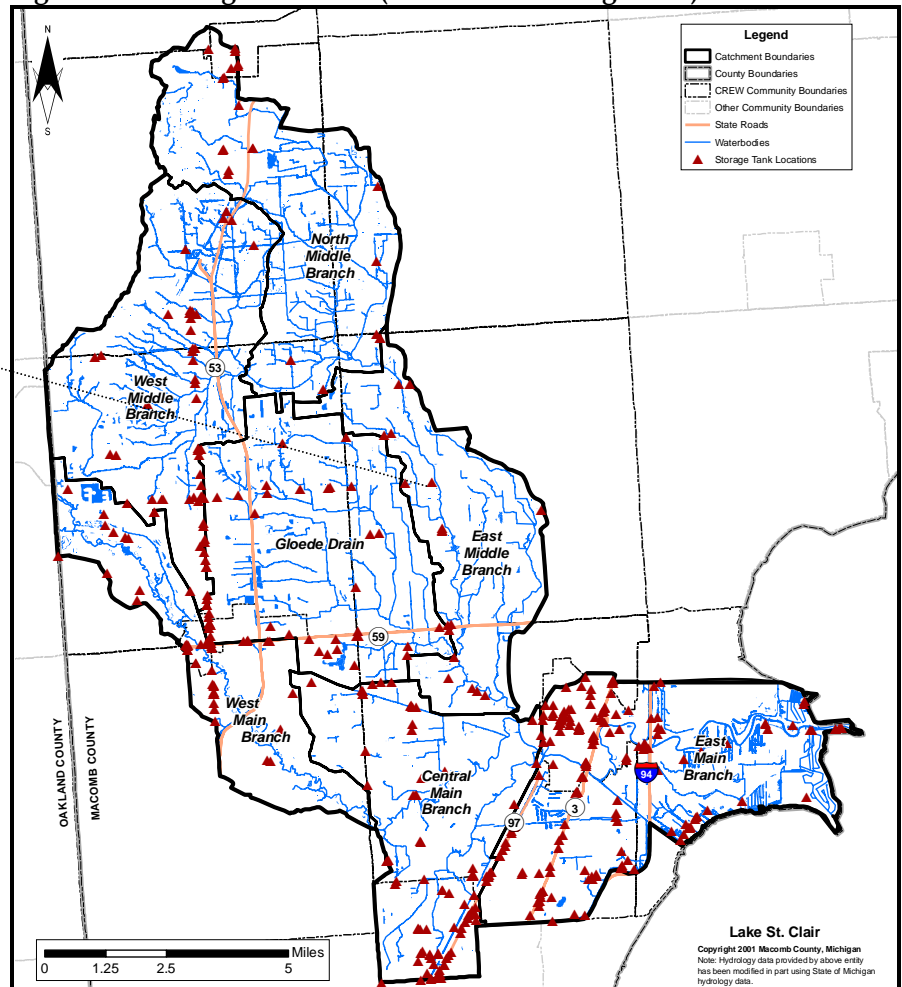 N
S
Legend
Catchment Boundaries
County Boundaries
CREW Community Boundaries
Other Community Boundaries
State Roads
Waterbodies
Storage Tank Locations
North
Middle
Branch
53
West
Middle
Branch
Gloede Drain
East
Middle
Branch
59
West
Main
Branch
OAKLAND COUNTY
MACOMB COUNTY
Central
Main
Branch
East
Main
Branch
94
3
97
Miles
0
1.25
2.5
5
Lake St. Clair
Copyright 2001 Macomb County, Michigan
Note: Hydrology data provided by above entity
has been modified in part using State of Michigan
hydrology data.